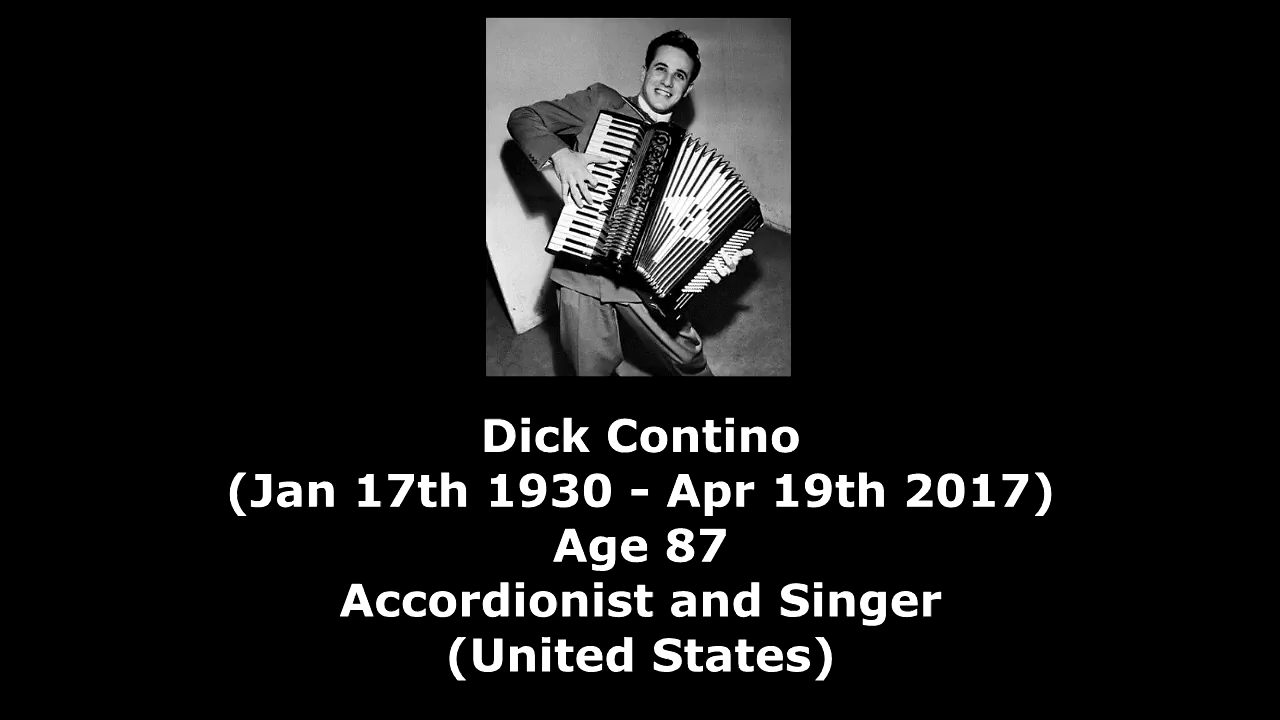 Dick Contino
(Jan 17th 1930 - Apr 19th 2017)
Age 87
Accordionist and Singer
(United States)